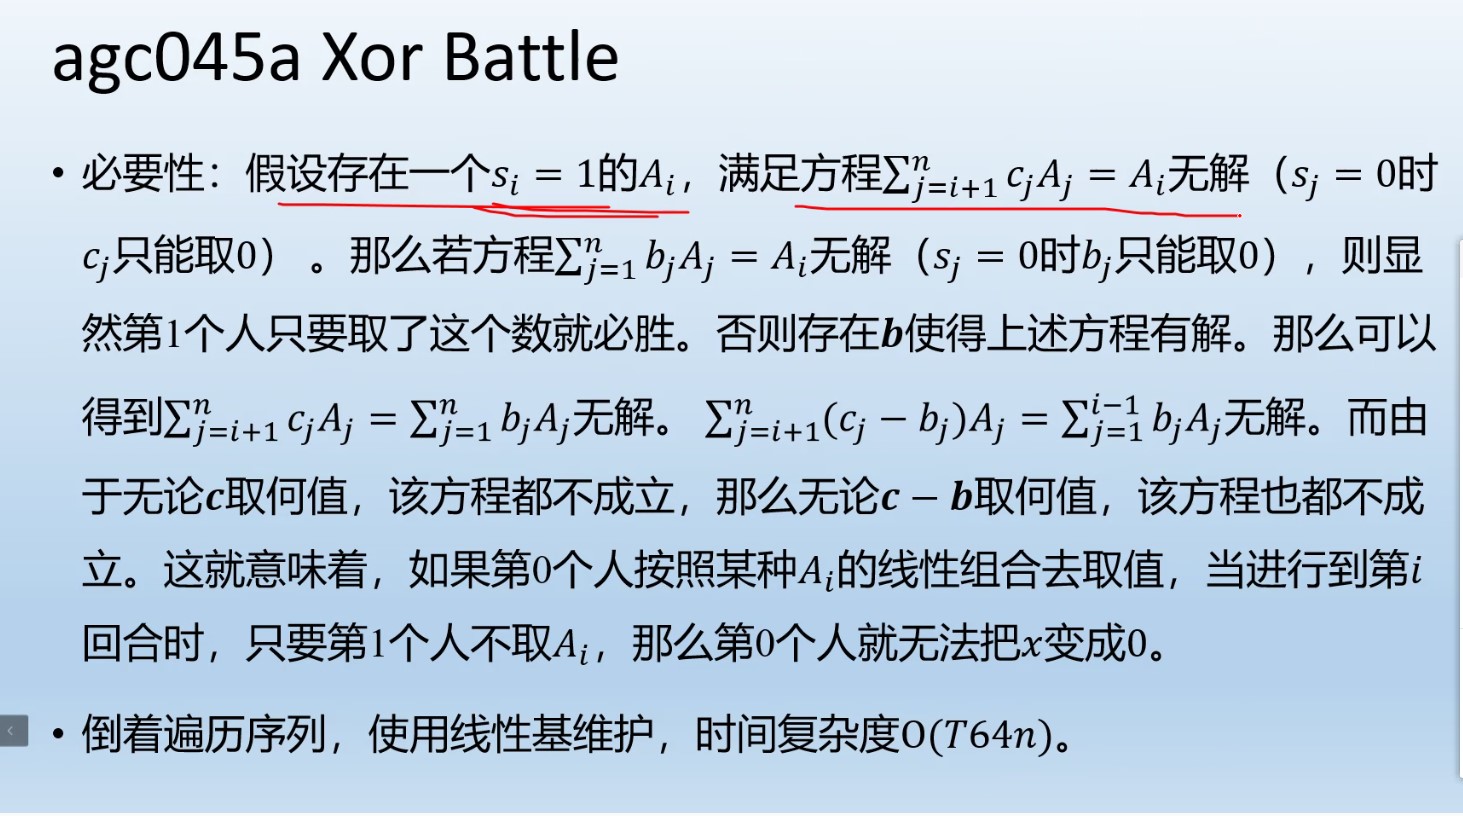 agc045a Xor Battle
• 必要性：假设存在一个$s_i = 1$的$A_i$，满足方程$\sum_{j=i+1}^{n} c_j A_j = A_i$无解（$s_j = 0$时
$c_j$只能取0） 。那么若方程$\sum_{j=1}^{n} b_j A_j = A_i$无解（$s_j = 0$时$b_j$只能取0），则显
然第1个人只要取了这个数就必胜。否则存在$\boldsymbol{b}$使得上述方程有解。那么可以
得到$\sum_{j=i+1}^{n} c_j A_j = \sum_{j=1}^{n} b_j A_j$无解。 $\sum_{j=i+1}^{n} (c_j - b_j) A_j = \sum_{j=1}^{i-1} b_j A_j$无解。而由
于无论$\boldsymbol{c}$取何值，该方程都不成立，那么无论$\boldsymbol{c} - \boldsymbol{b}$取何值，该方程也都不成
立。这就意味着，如果第0个人按照某种$A_i$的线性组合去取值，当进行到第$i$
回合时，只要第1个人不取$A_i$，那么第0个人就无法把$x$变成0。
• 倒着遍历序列，使用线性基维护，时间复杂度O($T64n$)。